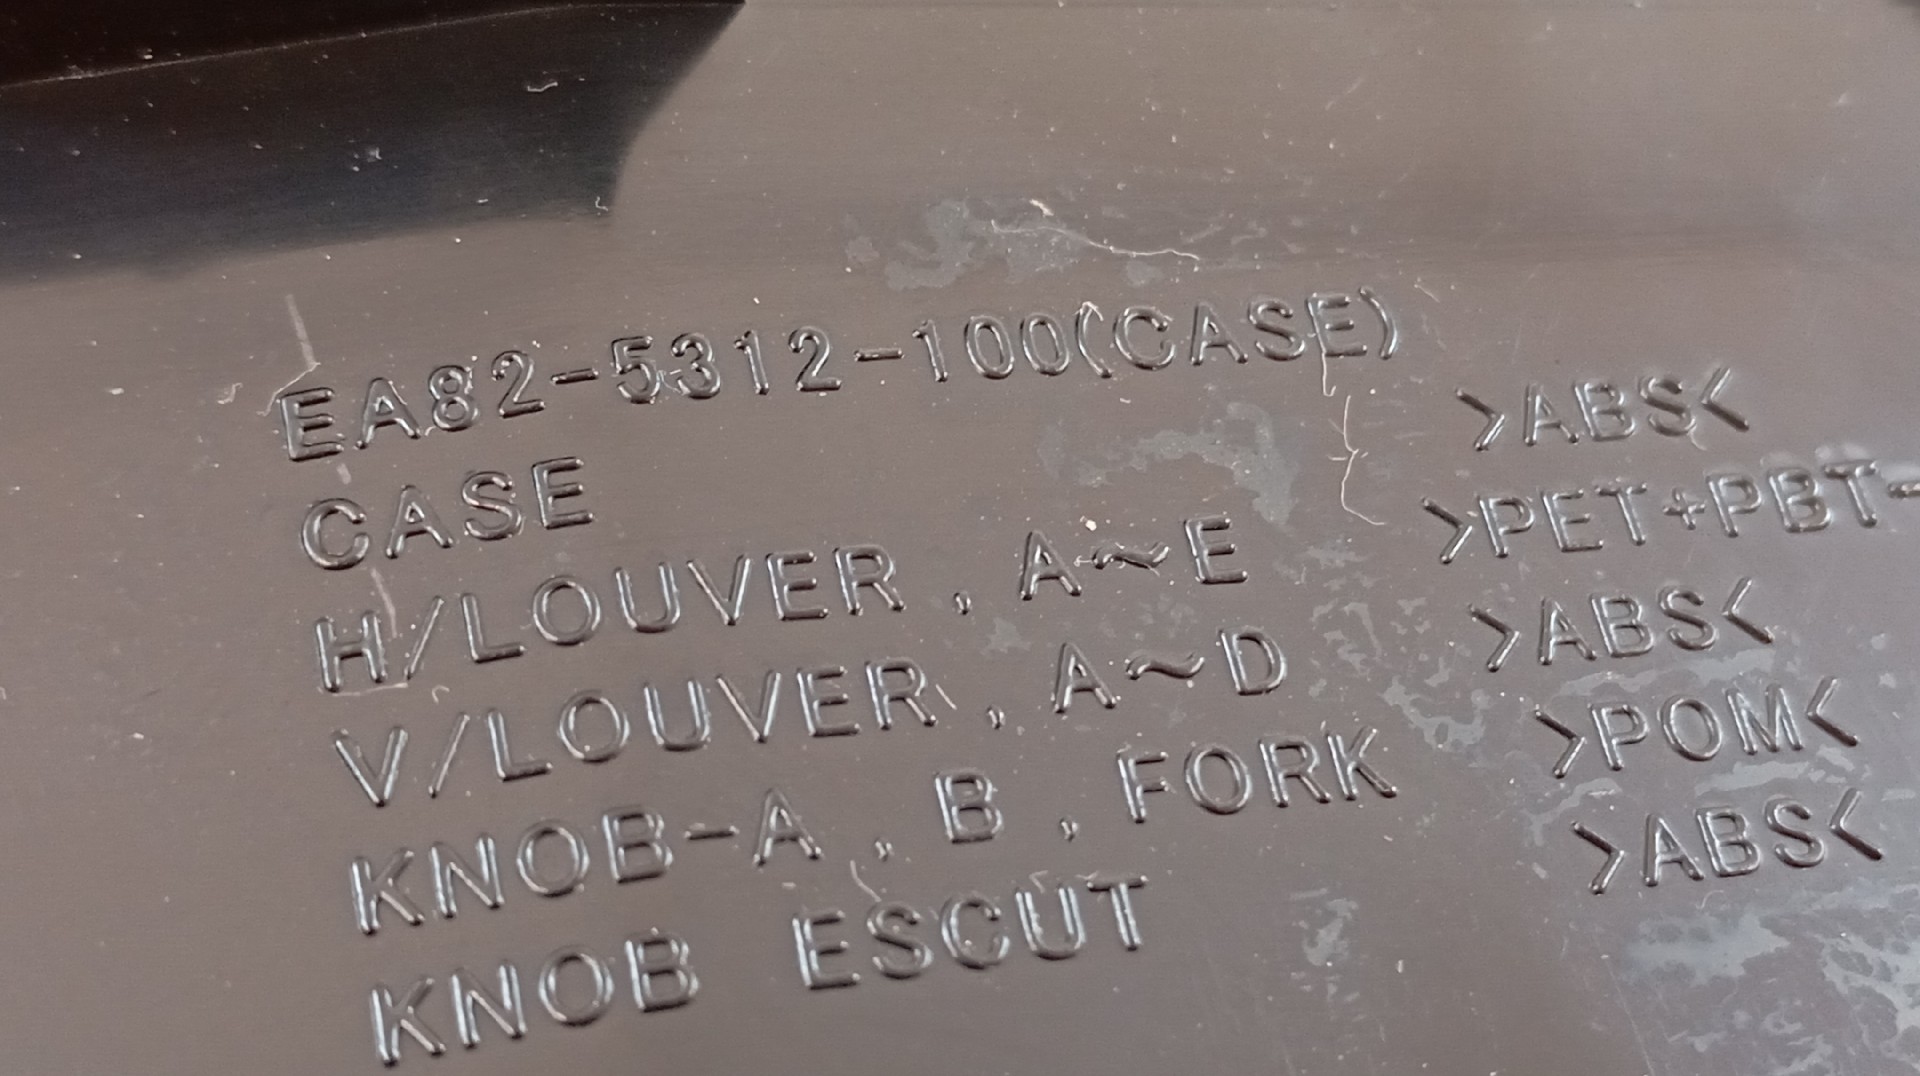 EA82-5312-100(CASE)
CASE >ABS<
H/LOUVER , A~E >PET+PBT-
V/LOUVER , A~D >ABS<
KNOB-A , B , FORK >POM<
KNOB ESCUT >ABS<